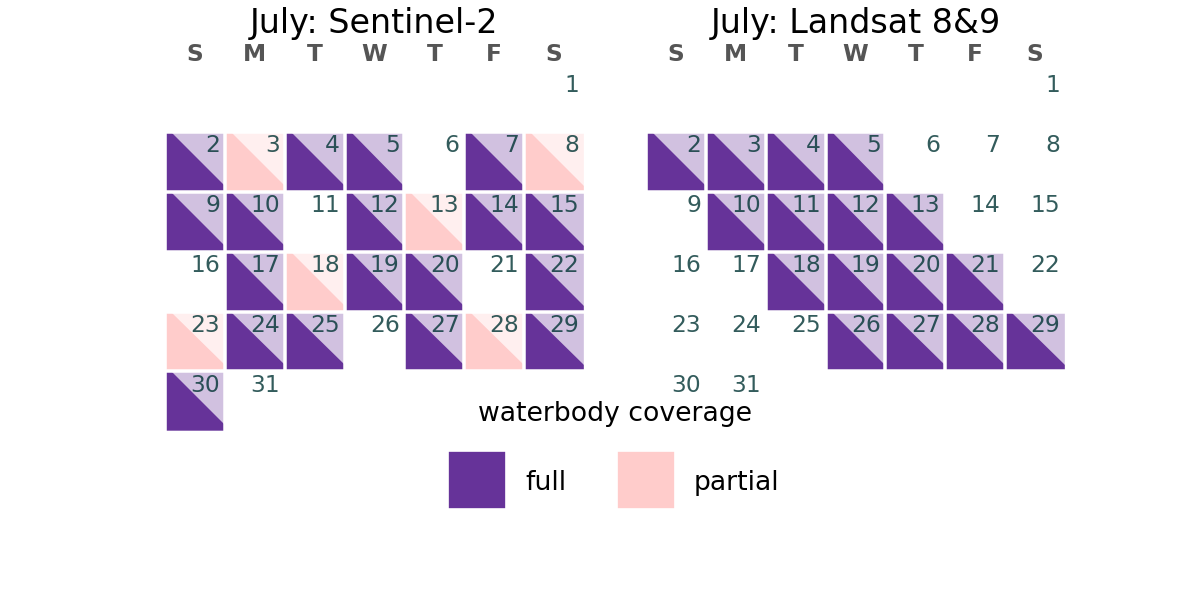 July: Sentinel-2
S M T W T F S
1
2 3 4 5 6 7 8
9 10 11 12 13 14 15
16 17 18 19 20 21 22
23 24 25 26 27 28 29
30 31
July: Landsat 8&9
S M T W T F S
1
2 3 4 5 6 7 8
9 10 11 12 13 14 15
16 17 18 19 20 21 22
23 24 25 26 27 28 29
30 31
waterbody coverage
full partial